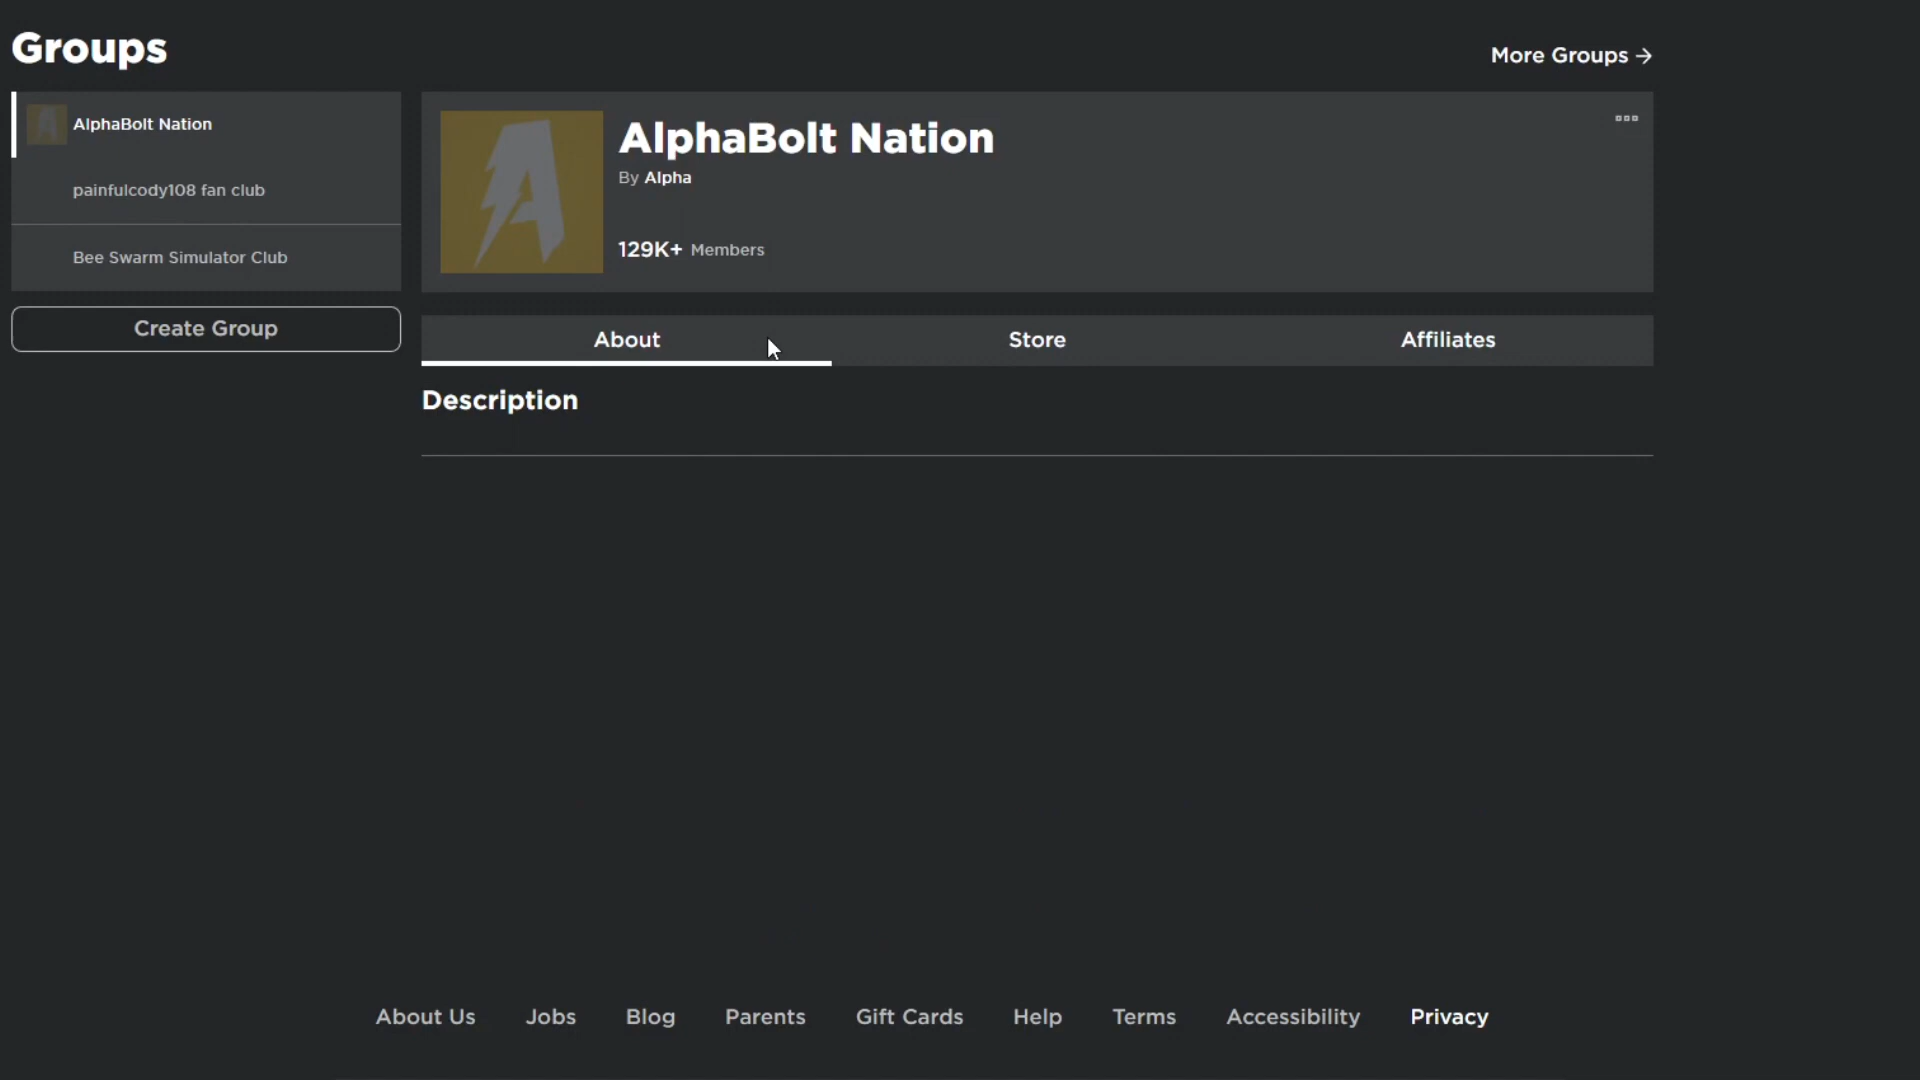 Groups
More Groups →
AlphaBolt Nation
painfulcody108 fan club
Bee Swarm Simulator Club
Create Group
AlphaBolt Nation
By Alpha
129K+ Members
About Store Affiliates
Description
About Us Jobs Blog Parents Gift Cards Help Terms Accessibility Privacy